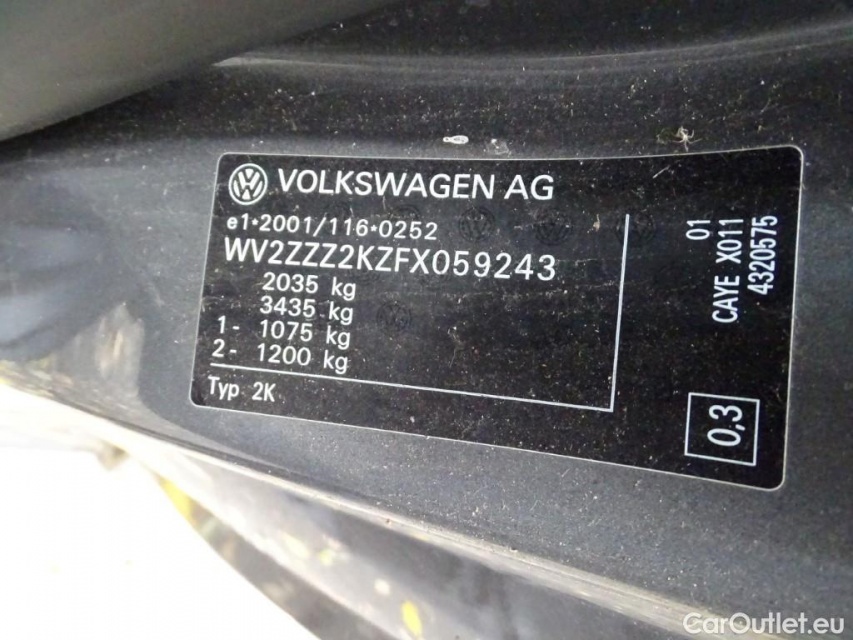 VOLKSWAGEN AG
e1*2001/116*0252
WV2ZZZ2KZFX059243
2035 kg
3435 kg
1- 1075 kg
2- 1200 kg
Typ 2K
01
CAYE X011
4320575
0,3
CarOutlet.eu